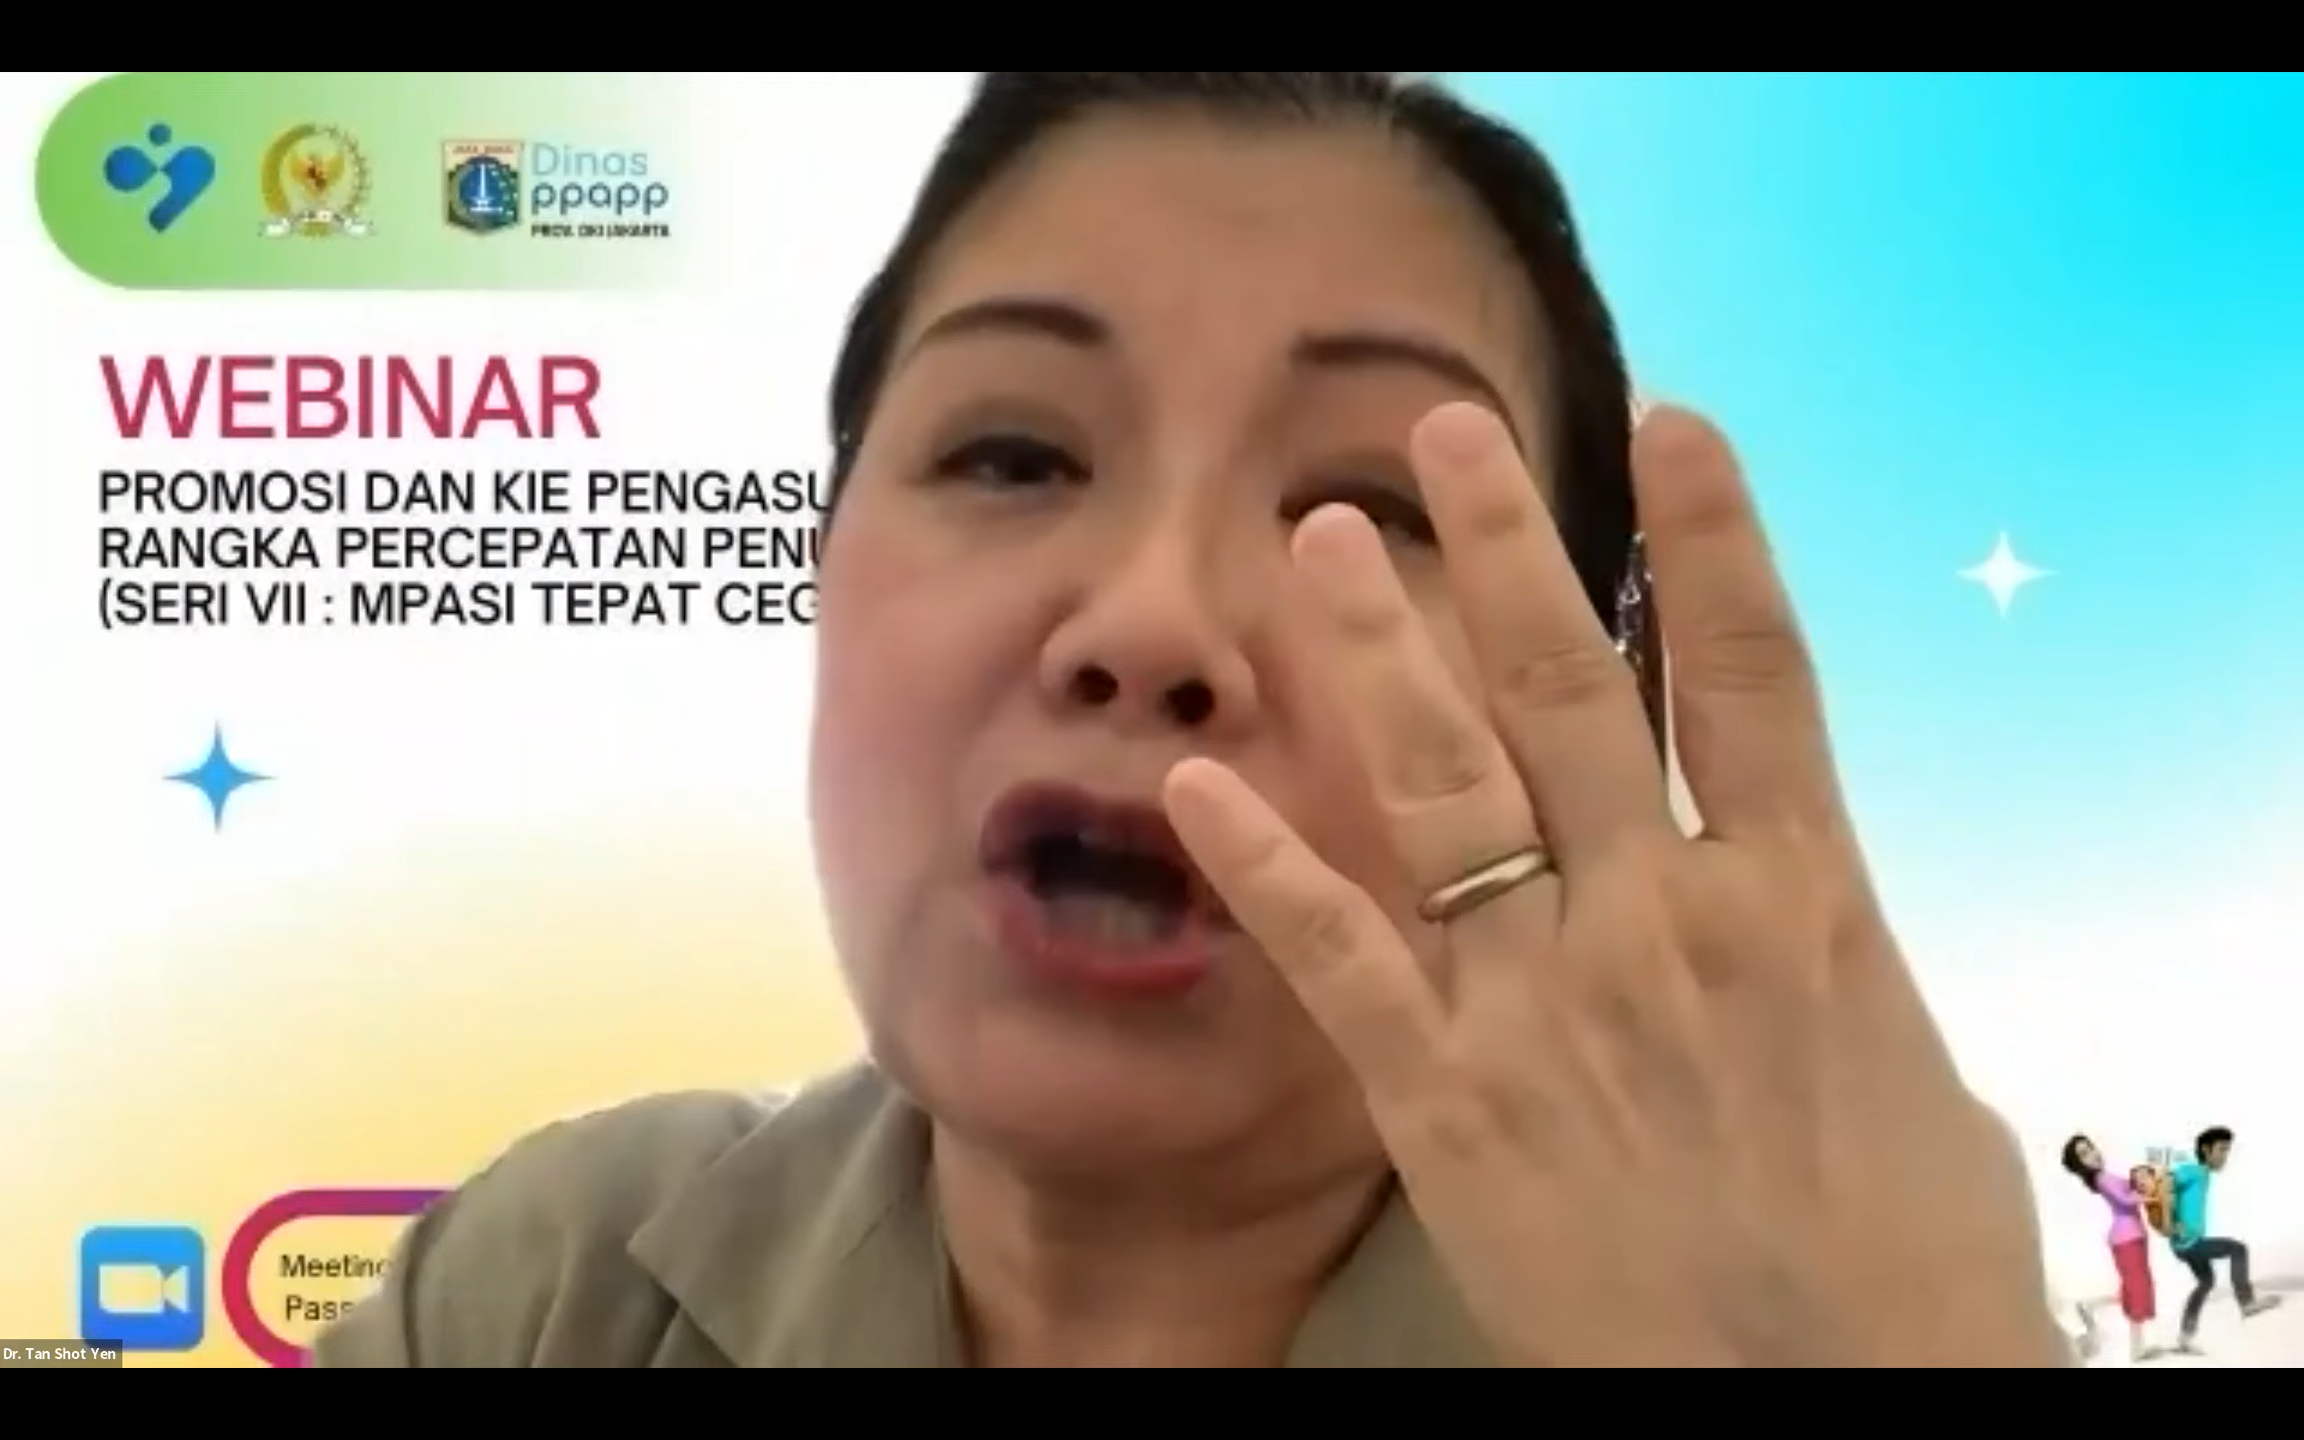 Dinas
ppapp
PROV. DKI JAKARTA
WEBINAR
PROMOSI DAN KIE PENGASU
RANGKA PERCEPATAN PENU
(SERI VII : MPASI TEPAT CEG
Meeting
Pass
Dr. Tan Shot Yen